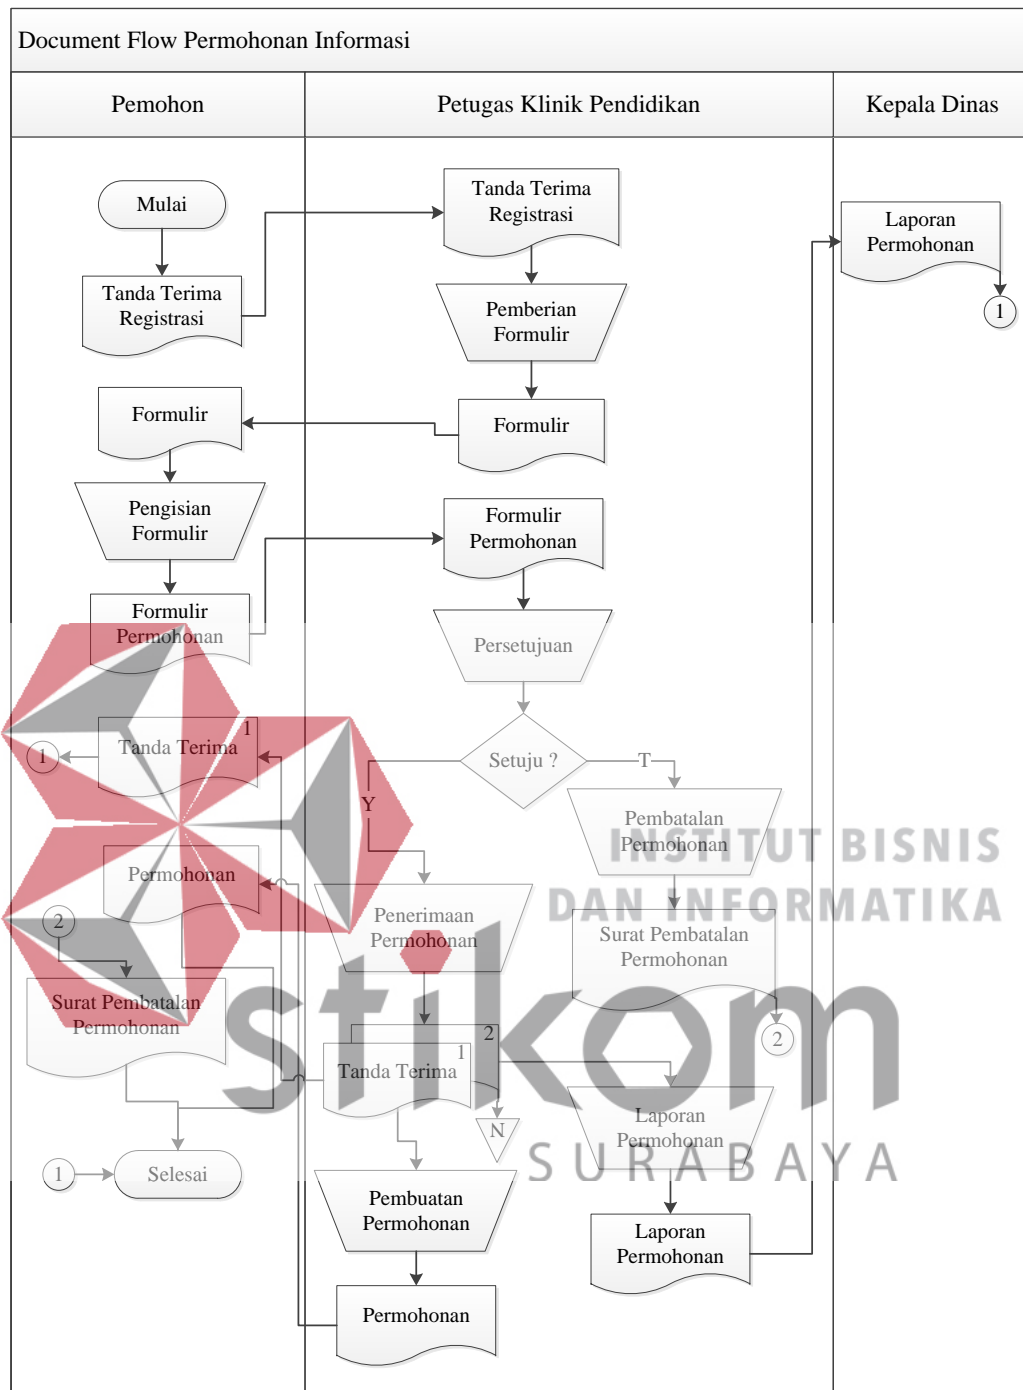 Document Flow Permohonan Informasi
Pemohon
Petugas Klinik Pendidikan
Kepala Dinas
Mulai
Tanda Terima
Registrasi
Formulir
Pengisian
Formulir
Formulir
Permohonan
1
Tanda Terima
1
Permohonan
2
Surat Pembatalan
Permohonan
1
Selesai
Tanda Terima
Registrasi
Pemberian
Formulir
Formulir
Formulir
Permohonan
Persetujuan
Setuju ?
Y
T
Pembatalan
Permohonan
Surat Pembatalan
Permohonan
2
Penerimaan
Permohonan
2
1
Tanda Terima
N
Laporan
Permohonan
Laporan
Permohonan
Pembuatan
Permohonan
Permohonan
Laporan
Permohonan
1
INSTITUT BISNIS
DAN INFORMATIKA
stikom
SURABAYA